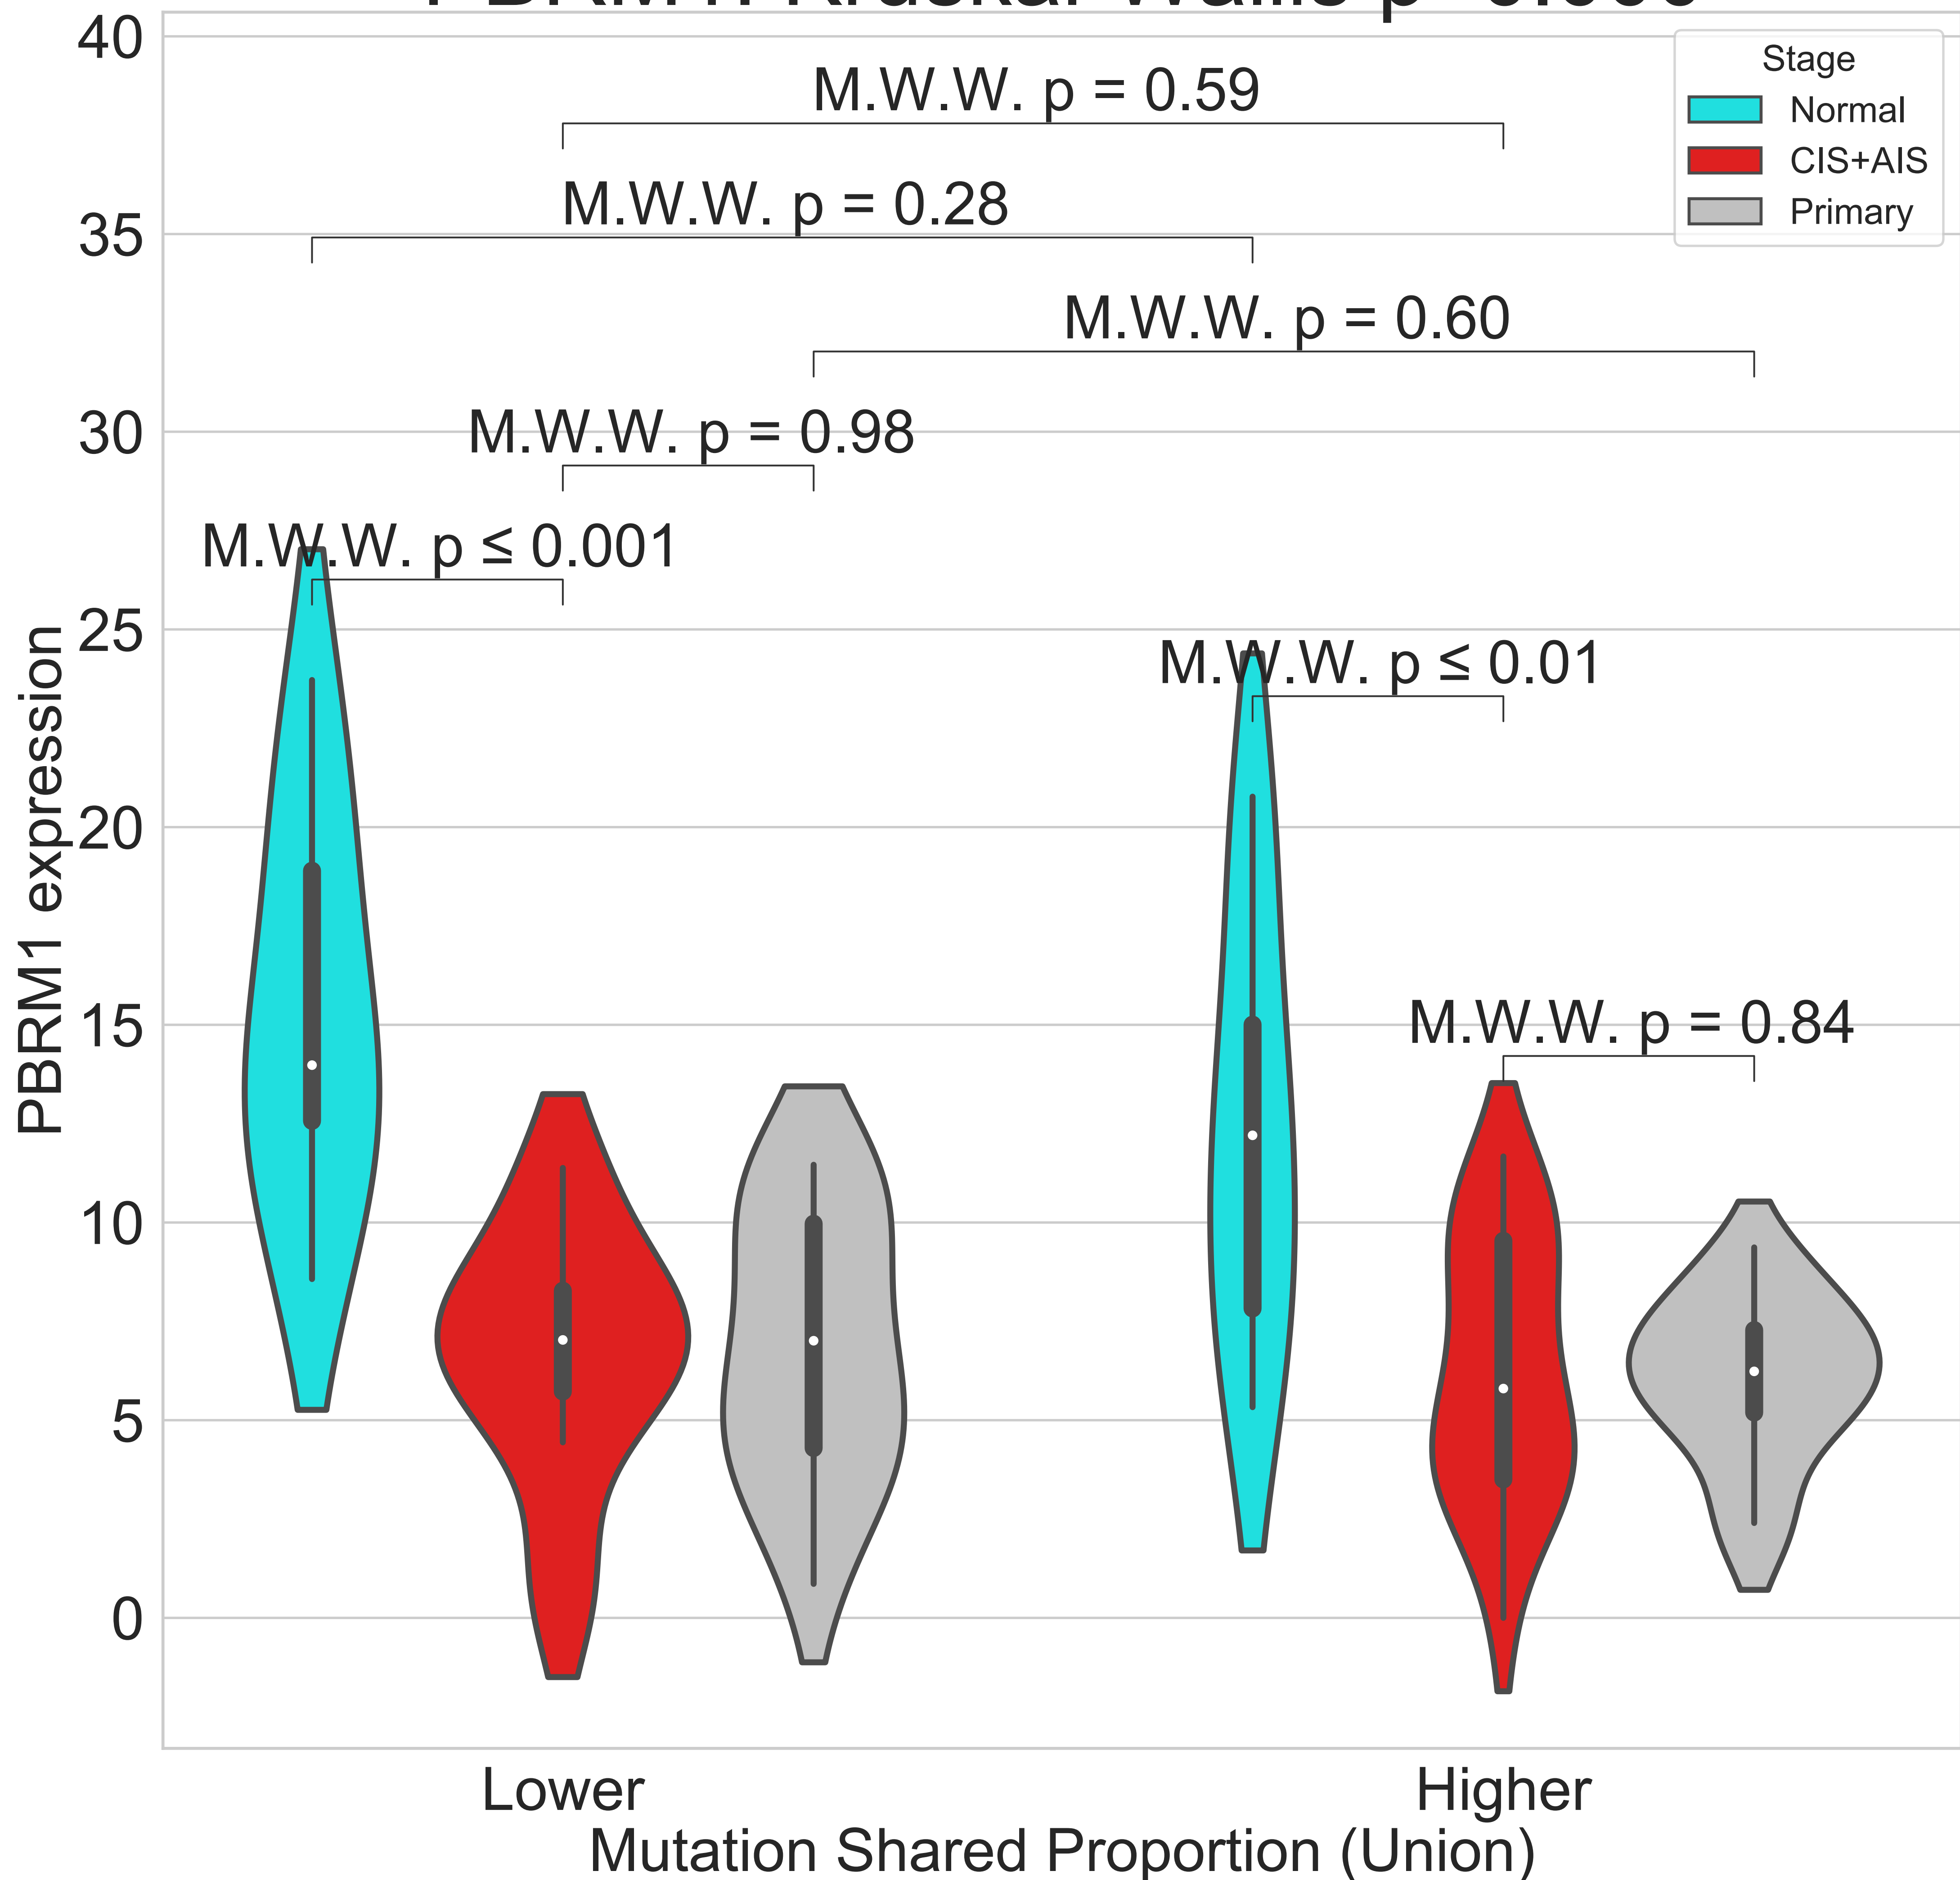 40
35
30
25
20
15
10
5
0
PBRM1 expression
M.W.W. p = 0.59
M.W.W. p = 0.28
M.W.W. p = 0.60
M.W.W. p = 0.98
M.W.W. p ≤ 0.001
M.W.W. p ≤ 0.01
M.W.W. p = 0.84
Stage
Normal
CIS+AIS
Primary
Lower
Higher
Mutation Shared Proportion (Union)